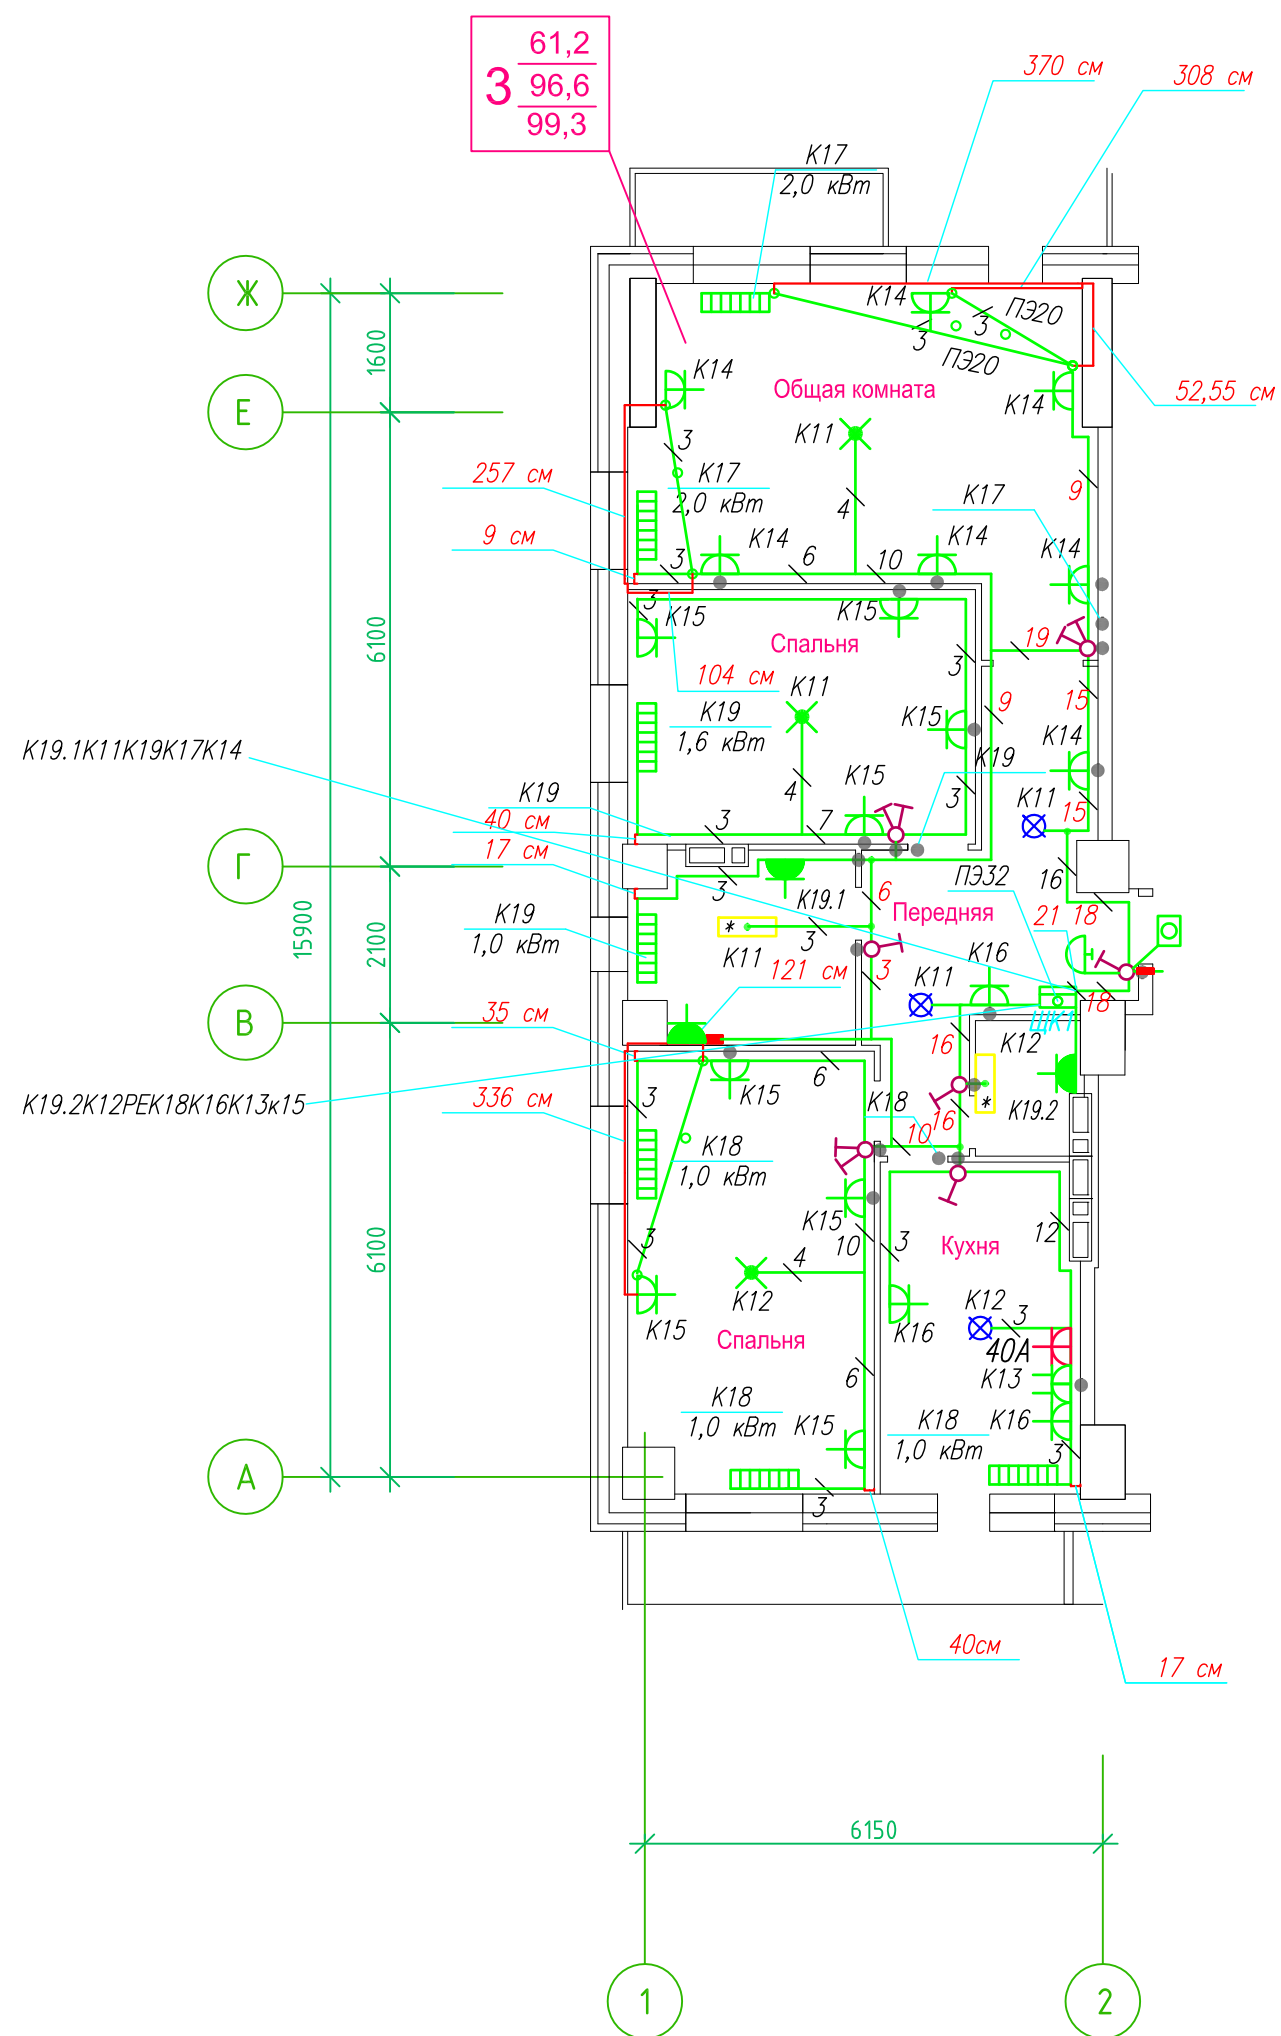 61,2
3
96,6
99,3
370 см
308 см
К17
2,0 кВт
Ж
К14
3
ПЭ20
3
ПЭ20
1600
К14
Общая комната
52,55 см
К14
Е
К11
3
257 см
К17
2,0 кВт
4
9
К17
9 см
3
К14
6
10
К14
К14
3
К15
К15
6100
Спальня
19
3
104 см
К11
15
К19
1,6 кВт
9
К15
К14
К19.1К11К19К17К14
К19
К15
К19
4
3
К11
15
40 см
3
7
17 см
Г
3
16
ПЭ32
6
К19.1
Передняя
15900
2100
К19
1,0 кВт
*
3
К11
21
18
К16
121 см
3
К11
18
35 см
В
ЩК1
16
К12
6
К15
К19.2К12РЕК18К16К13к15
336 см
3
К18
*
К19.2
16
10
К18
1,0 кВт
К15
3
10
3
12
Кухня
6100
4
К12
К12
3
К15
К16
Спальня
40А
6
К13
К18
1,0 кВт
К15
К18
1,0 кВт
К16
3
А
3
40см
17 см
6150
1
2